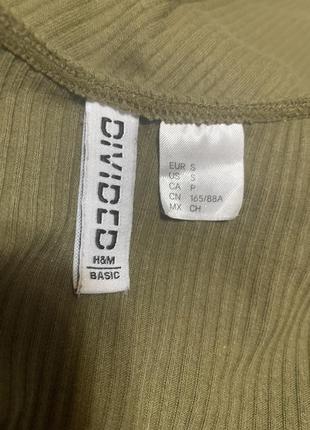 DIVIDED
H&M
BASIC
EUR S
US S
CA P
CN 165/88A
MX CH